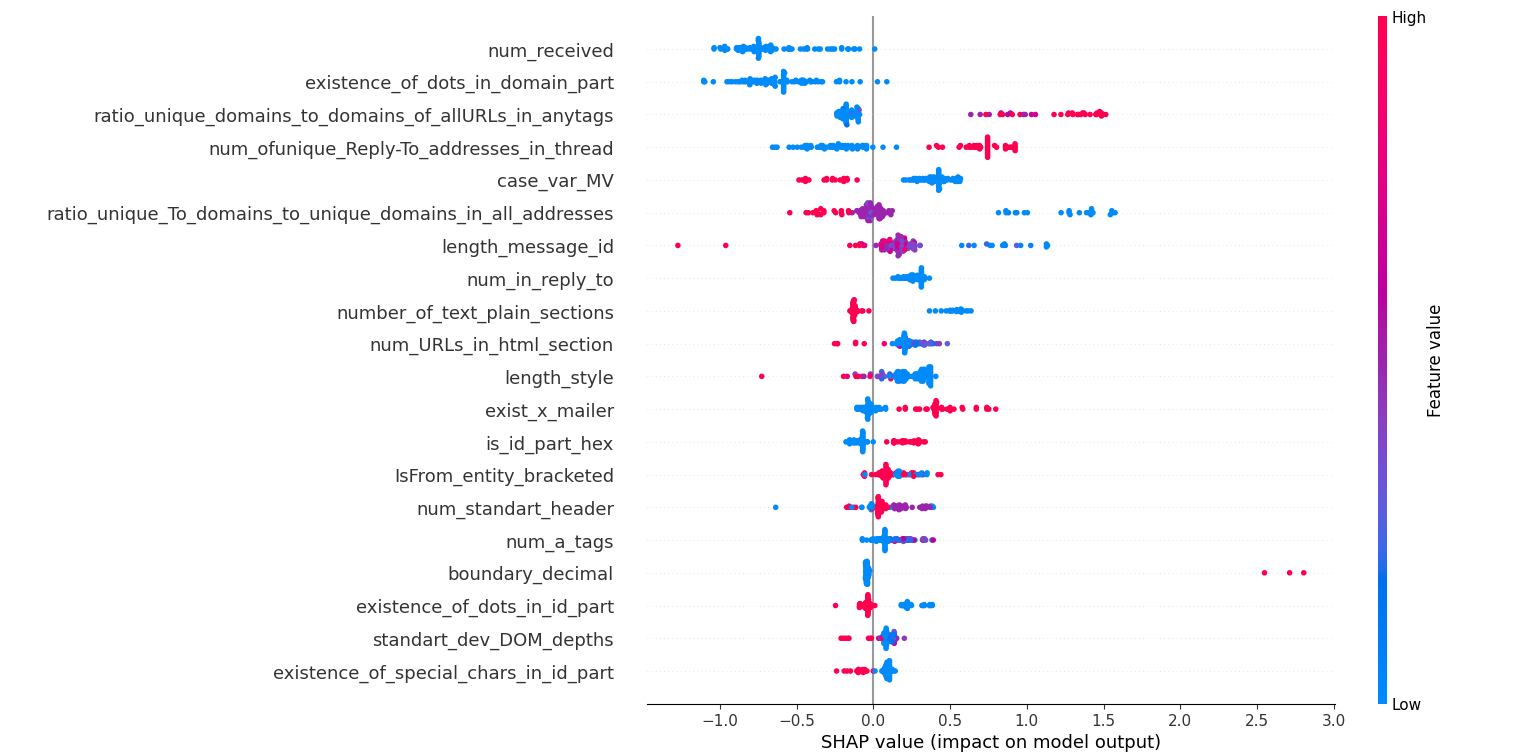 High
num_received
existence_of_dots_in_domain_part
ratio_unique_domains_to_domains_of_allURLs_in_anytags
num_ofunique_Reply-To_addresses_in_thread
case_var_MV
ratio_unique_To_domains_to_unique_domains_in_all_addresses
length_message_id
num_in_reply_to
number_of_text_plain_sections
num_URLs_in_html_section
length_style
exist_x_mailer
is_id_part_hex
IsFrom_entity_bracketed
num_standart_header
num_a_tags
boundary_decimal
existence_of_dots_in_id_part
standart_dev_DOM_depths
existence_of_special_chars_in_id_part
Feature value
Low
−1.0 −0.5 0.0 0.5 1.0 1.5 2.0 2.5 3.0
SHAP value (impact on model output)